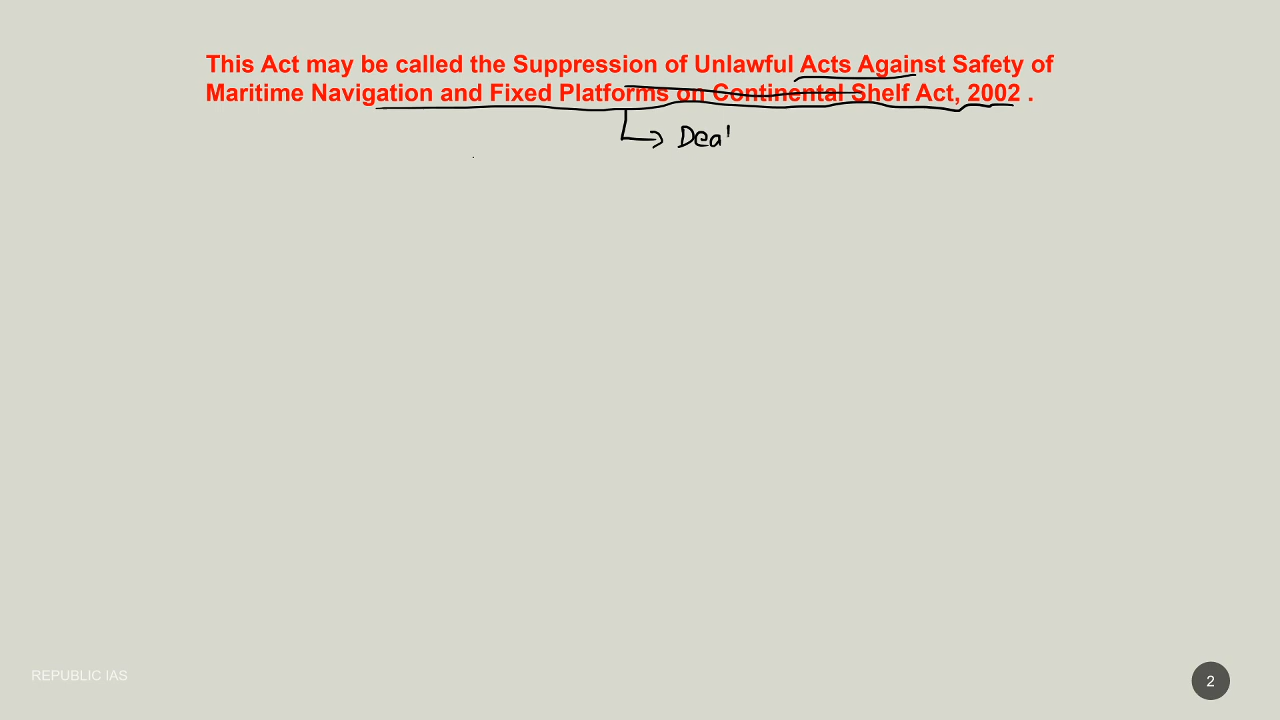 This Act may be called the Suppression of Unlawful Acts Against Safety of
Maritime Navigation and Fixed Platforms on Continental Shelf Act, 2002 .
Dea
REPUBLIC IAS
2